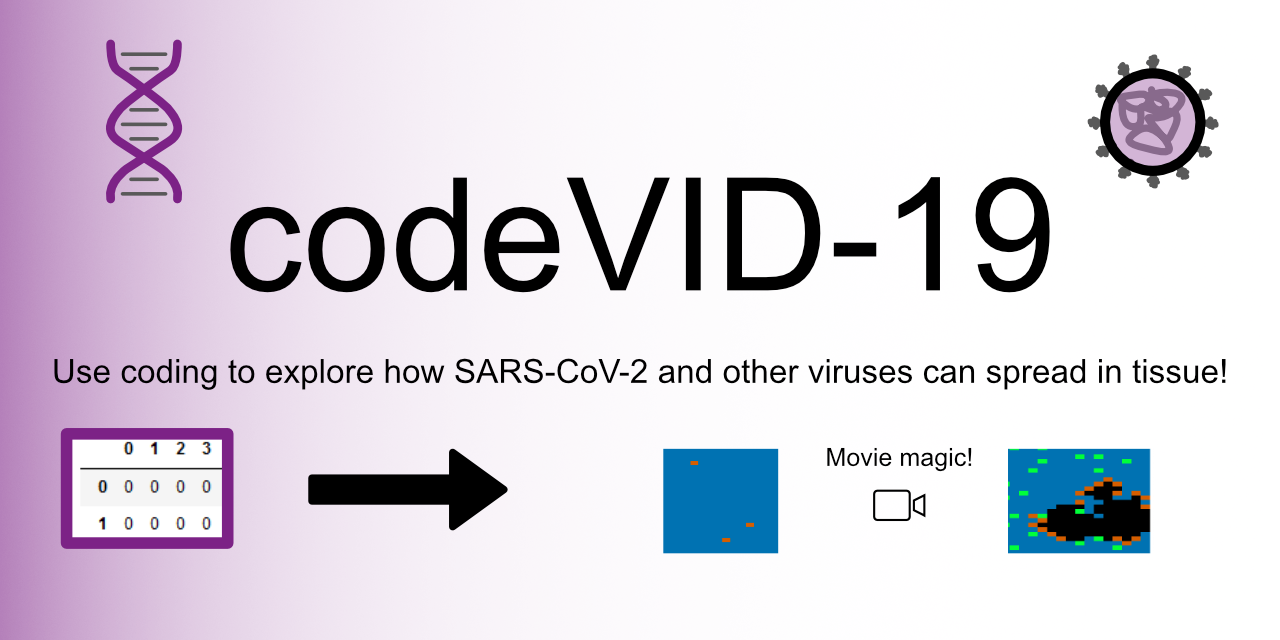 codeVID-19
Use coding to explore how SARS-CoV-2 and other viruses can spread in tissue!
0 1 2 3
0 0 0 0 0
1 0 0 0 0
Movie magic!